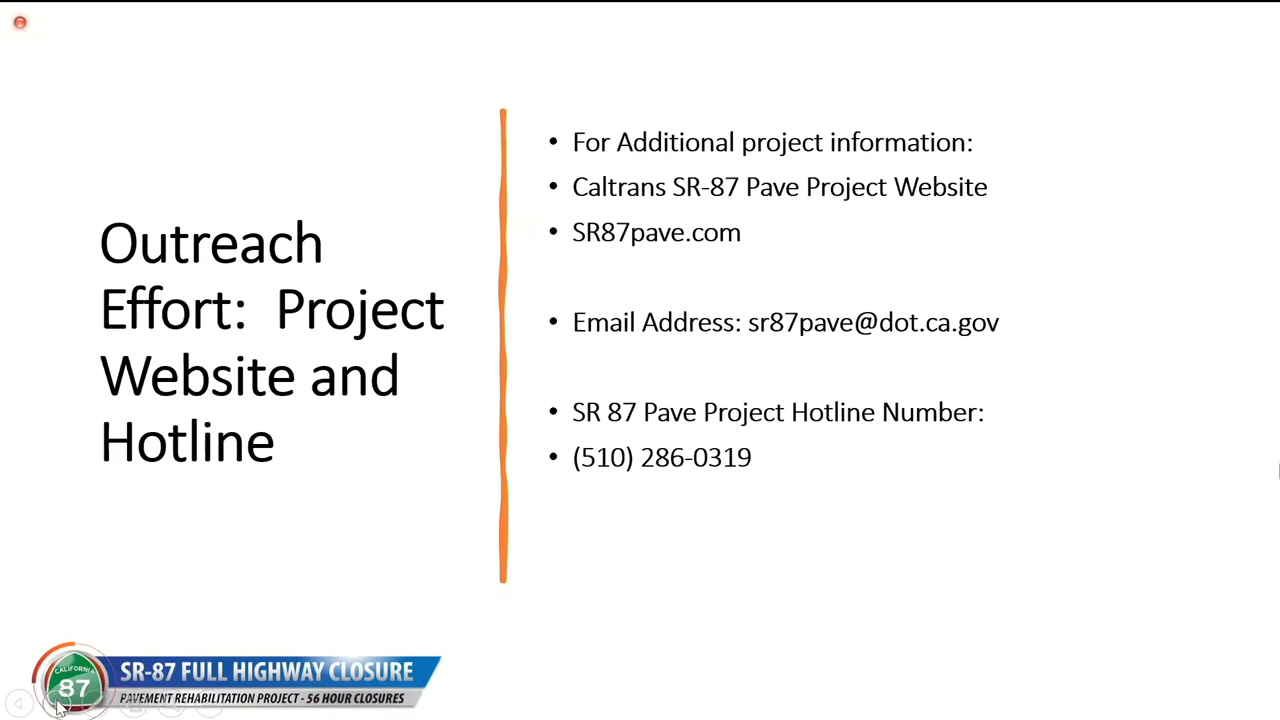 Outreach
Effort:  Project
Website and
Hotline
• For Additional project information:
• Caltrans SR-87 Pave Project Website
• SR87pave.com
• Email Address: sr87pave@dot.ca.gov
• SR 87 Pave Project Hotline Number:
• (510) 286-0319
CALIFORNIA
87
SR-87 FULL HIGHWAY CLOSURE
PAVEMENT REHABILITATION PROJECT - 56 HOUR CLOSURES